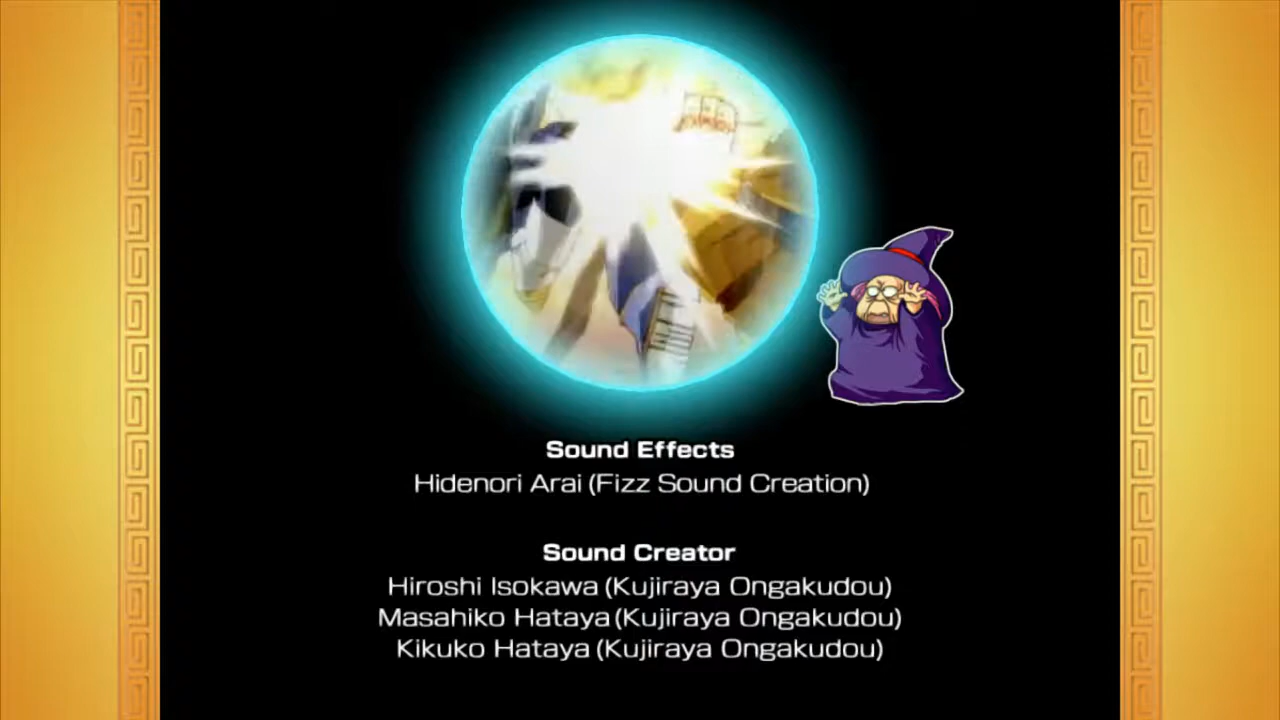 Sound Effects
Hidenori Arai (Fizz Sound Creation)
Sound Creator
Hiroshi Isokawa (Kujiraya Ongakudou)
Masahiko Hataya (Kujiraya Ongakudou)
Kikuko Hataya (Kujiraya Ongakudou)